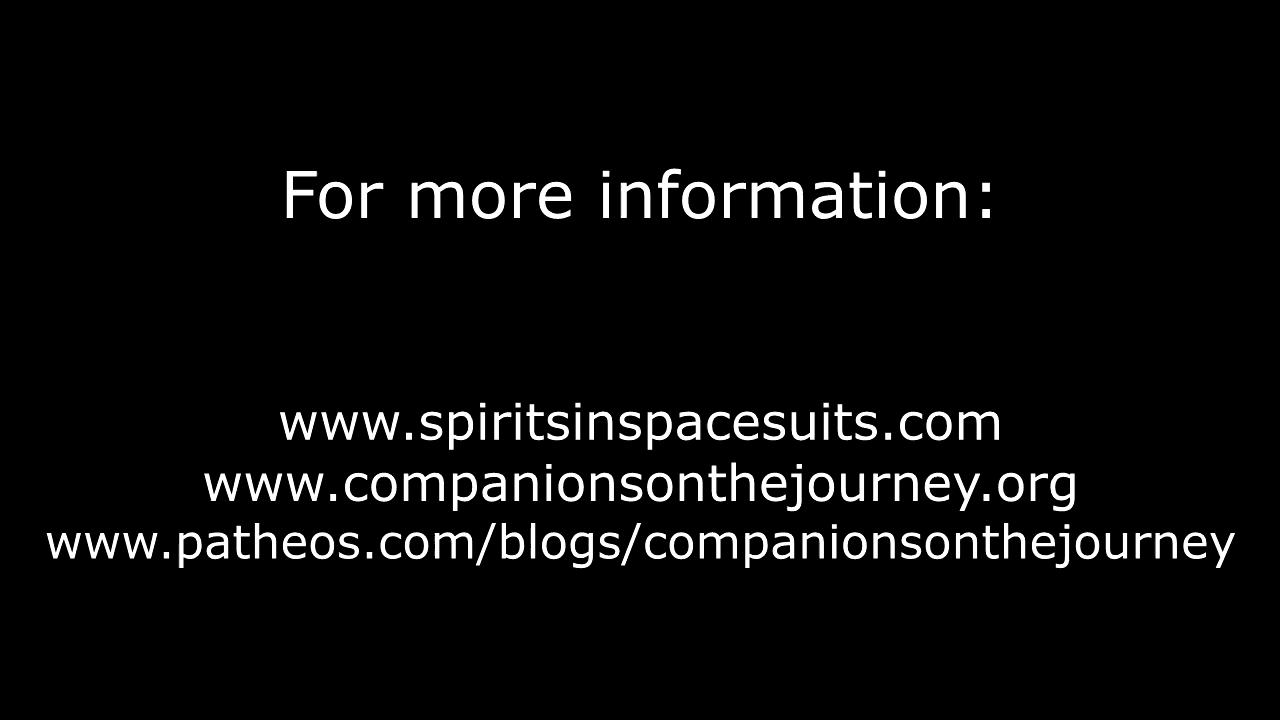 For more information:
www.spiritsinspacesuits.com
www.companionsonthejourney.org
www.patheos.com/blogs/companionsonthejourney